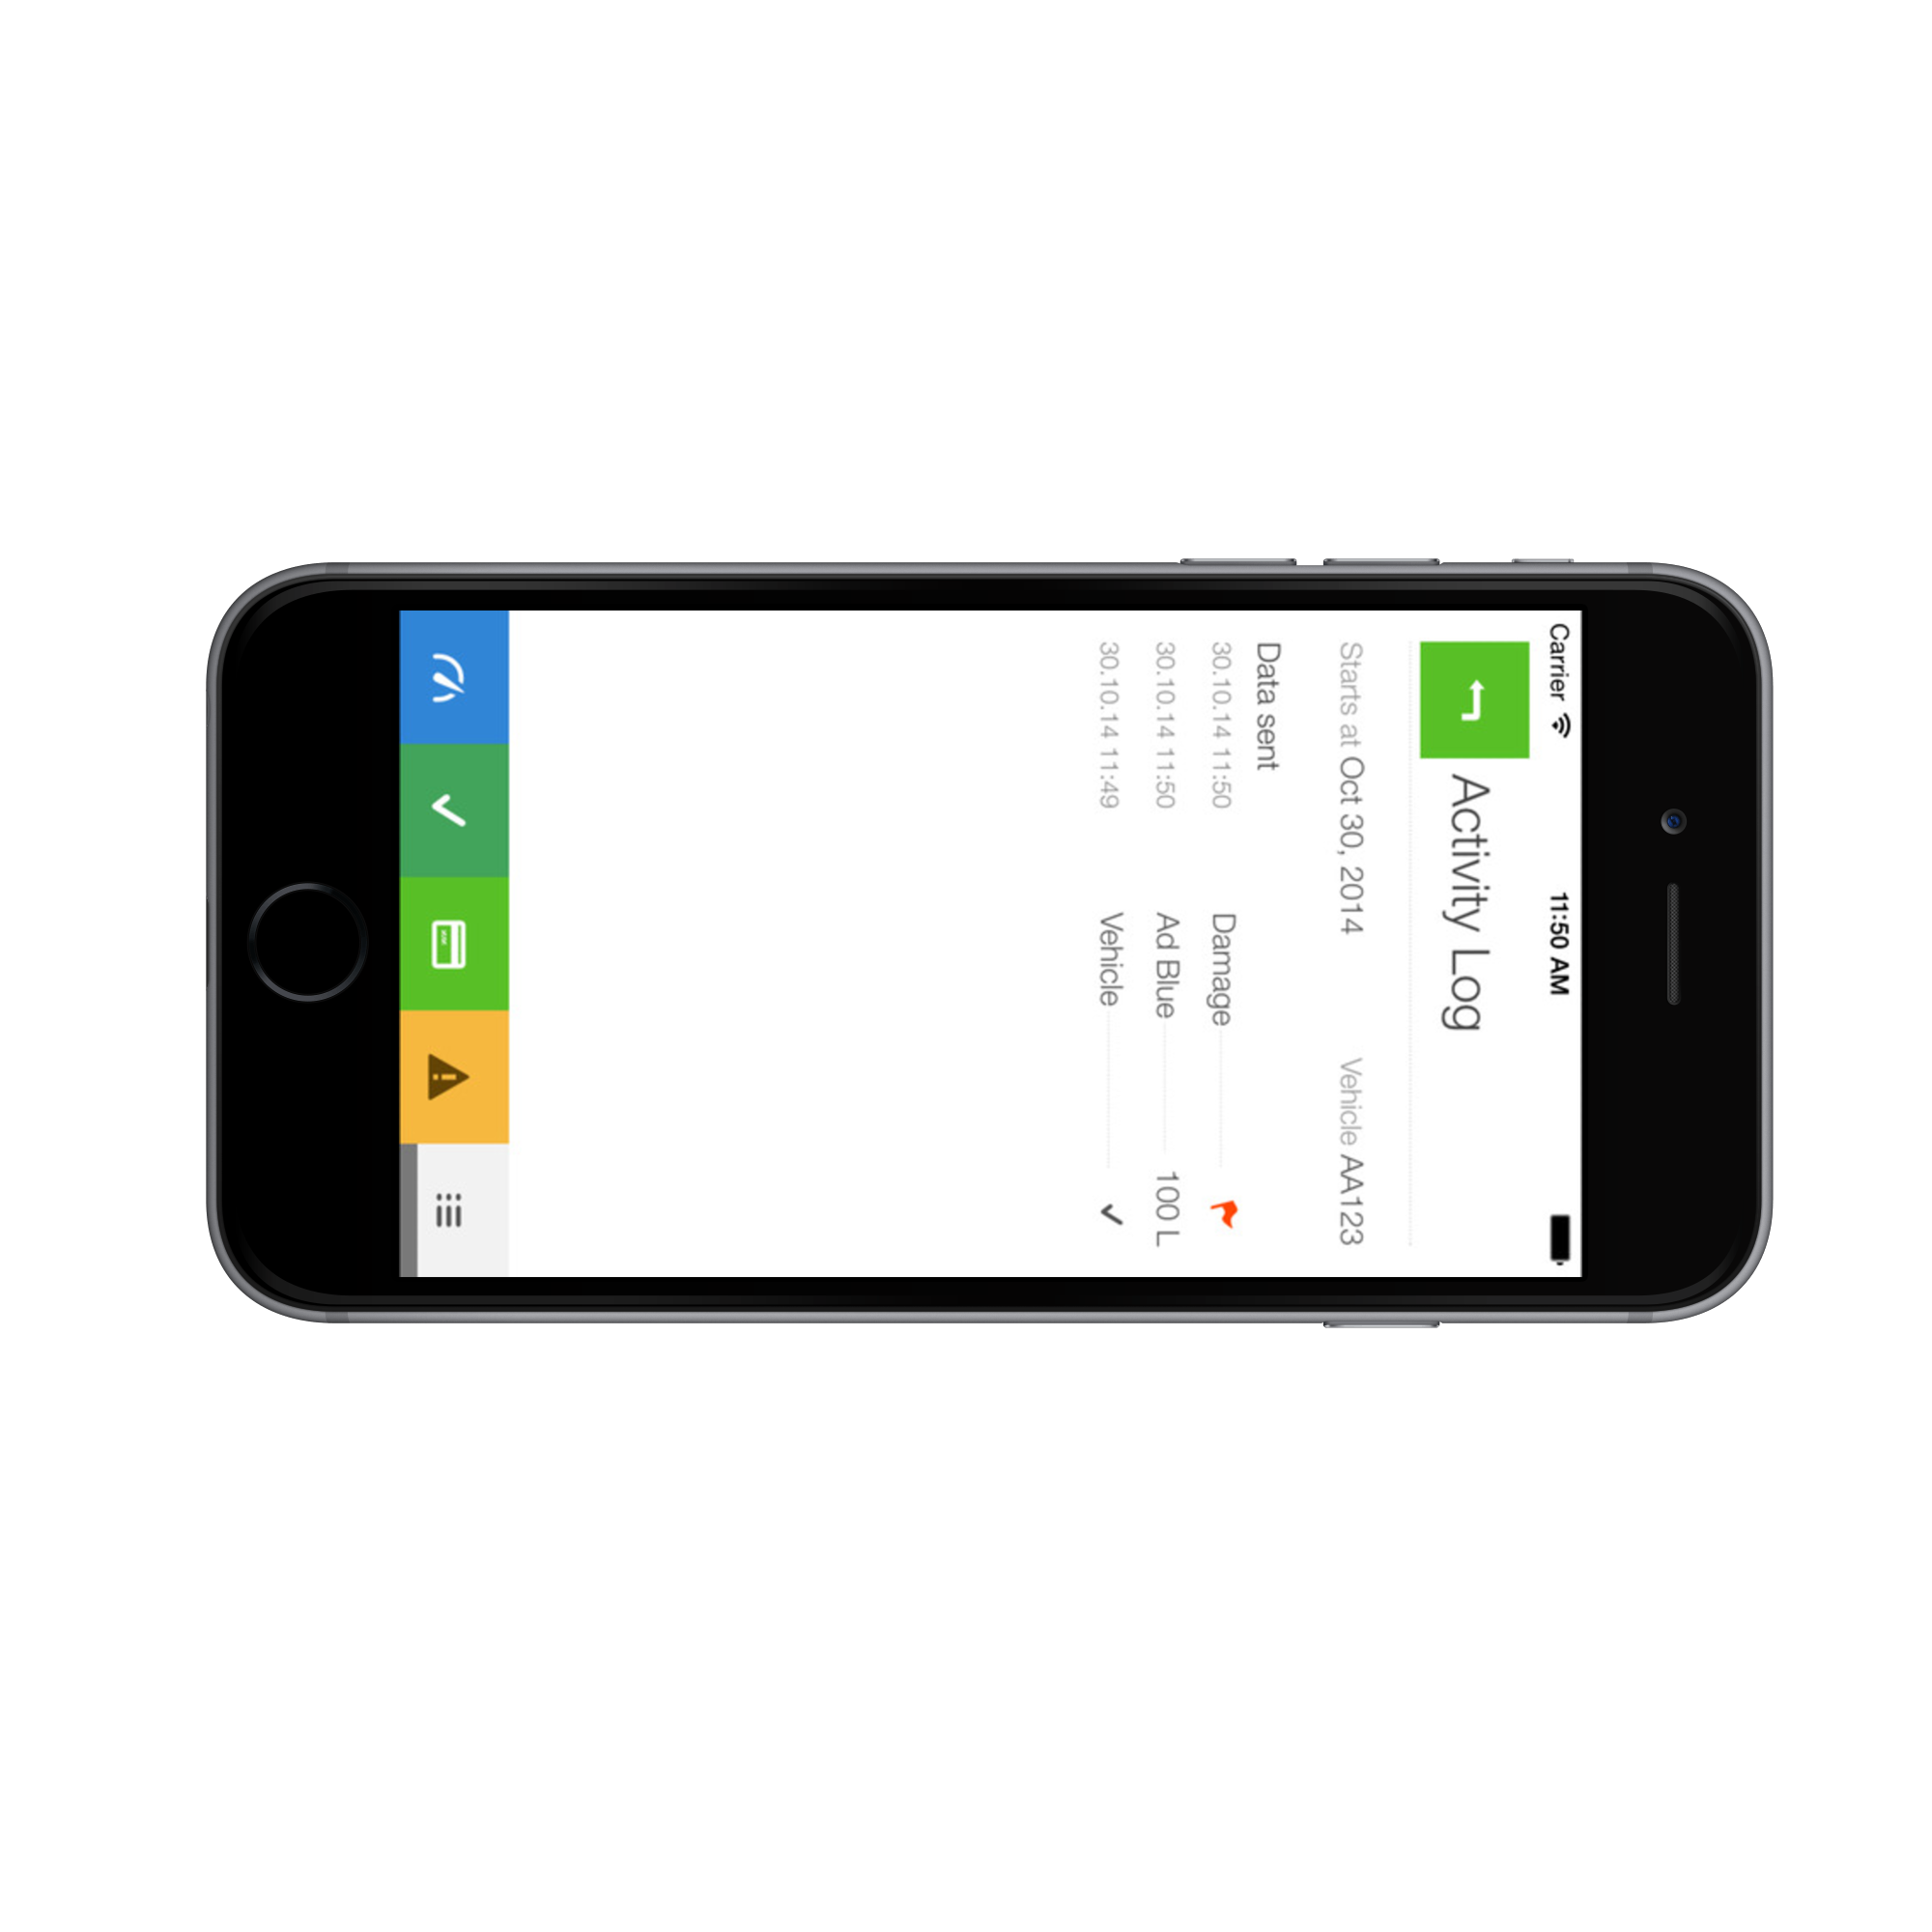 Carrier 11:50 AM
Activity Log
Starts at Oct 30, 2014 Vehicle AA123
Data sent
30.10.14 11:50 Damage
30.10.14 11:50 Ad Blue 100 L
30.10.14 11:49 Vehicle